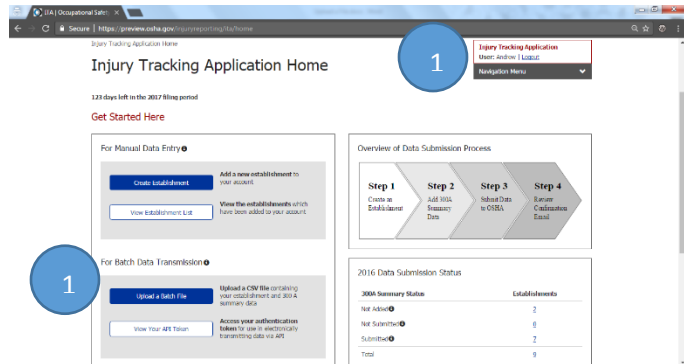 ITA | Occupational Safet
Secure | https://preview.osha.gov/injuryreporting/ita/home
Injury Tracking Application Home
Injury Tracking Application
User: Andrew | Logout
Navigation Menu
1
Injury Tracking Application Home
123 days left in the 2017 filing period
Get Started Here
For Manual Data Entry
Create Establishment
Add a new establishment to
your account
View Establishment List
View the establishments which
have been added to your account
Overview of Data Submission Process
Step 1
Create an
Establishment
Step 2
Add 300A
Summary
Data
Step 3
Submit Data
to OSHA
Step 4
Review
Confirmation
Email
For Batch Data Transmission
1
Upload a Batch File
Upload a CSV file containing
your establishment and 300 A
summary data
View Your API Token
Access your authentication
token for use in electronically
transmitting data via API
2016 Data Submission Status
300A Summary Status Establishments
Not Added 2
Not Submitted 0
Submitted 7
Total 9